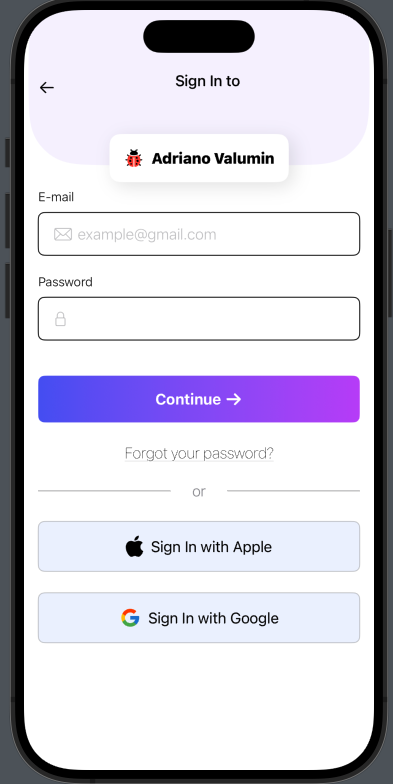 Sign In to
Adriano Valumin
E-mail
example@gmail.com
Password
Continue →
Forgot your password?
or
Sign In with Apple
Sign In with Google